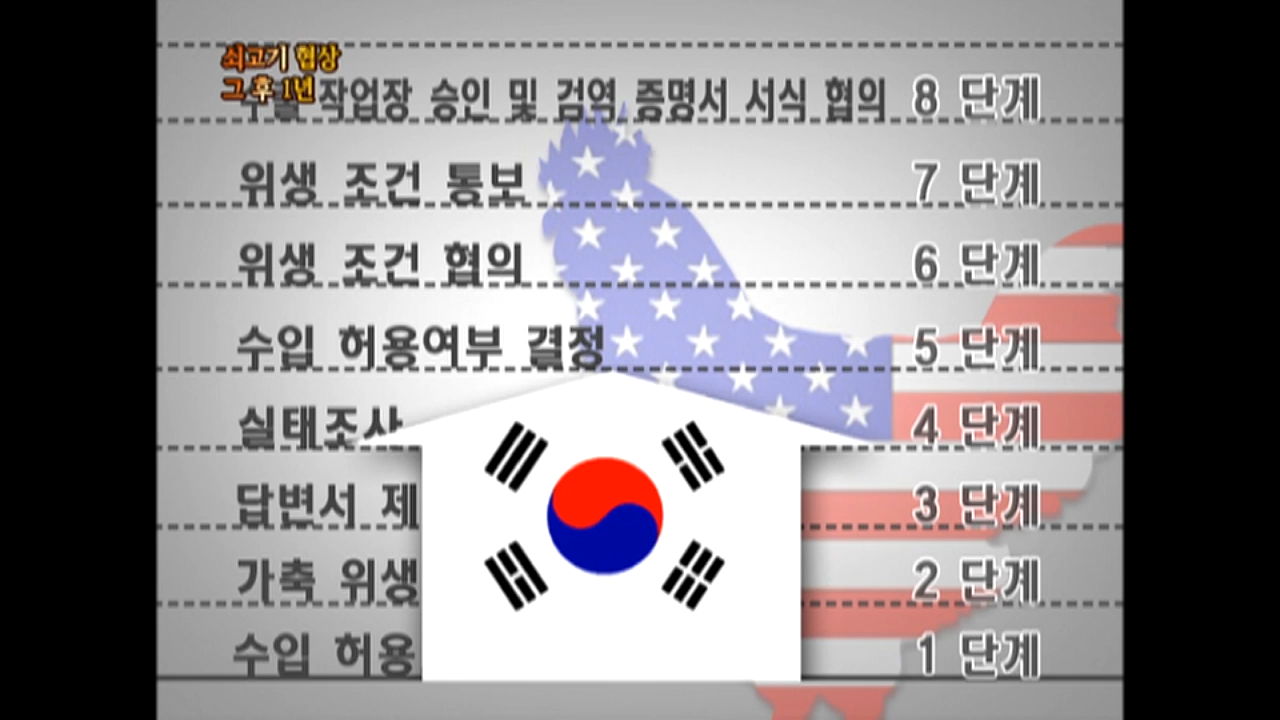 쇠고기 협상
그 후 1년
작업장 승인 및 검역 증명서 서식 협의 8 단계
위생 조건 통보 7 단계
위생 조건 협의 6 단계
수입 허용여부 결정 5 단계
실태조사 4 단계
답변서 제 3 단계
가축 위생 2 단계
수입 허용 1 단계